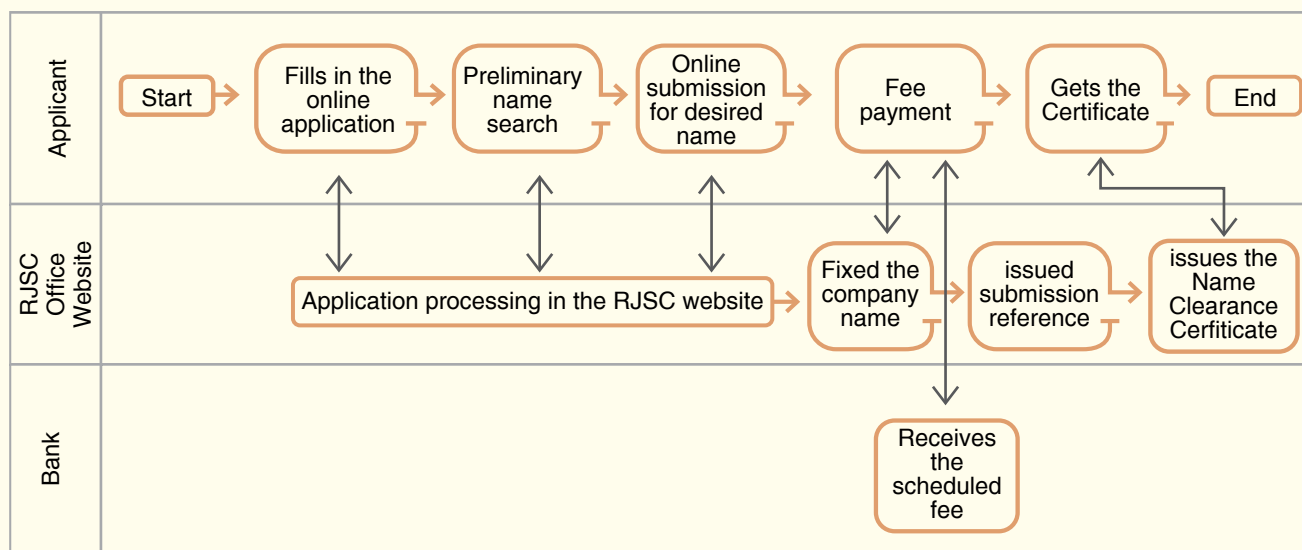 Applicant
Start
Fills in the
online
application
Preliminary
name
search
Online
submission
for desired
name
Fee
payment
Gets the
Certificate
End
RJSC
Office
Website
Application processing in the RJSC website
Fixed the
company
name
issued
submission
reference
issues the
Name
Clearance
Cerfiticate
Bank
Receives
the
scheduled
fee